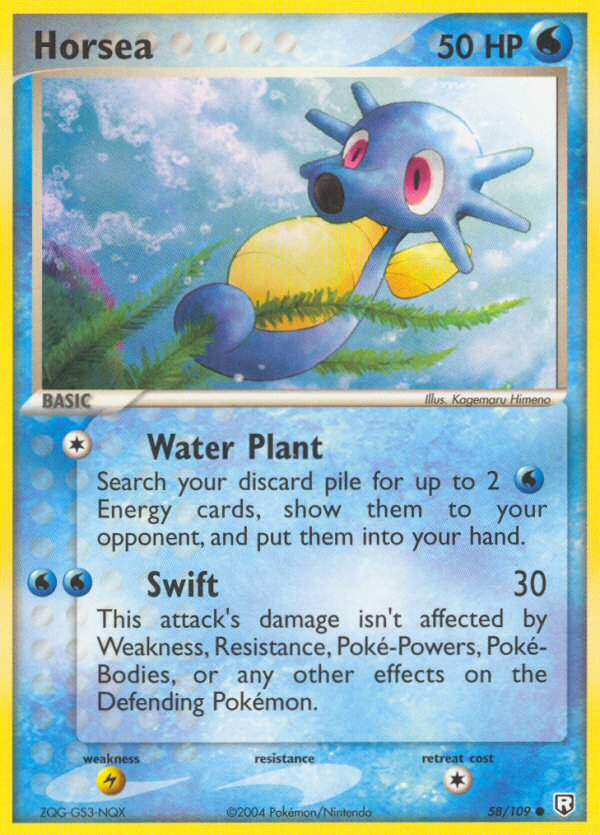 Horsea
50 HP
BASIC
Illus. Kagemaru Himeno
Water Plant
Search your discard pile for up to 2
Energy cards, show them to your
opponent, and put them into your hand.
Swift 30
This attack's damage isn't affected by
Weakness, Resistance, Poké-Powers, Poké-
Bodies, or any other effects on the
Defending Pokémon.
weakness resistance retreat cost
ZQG-G53-NQX ©2004 Pokémon/Nintendo 58/109 ● R